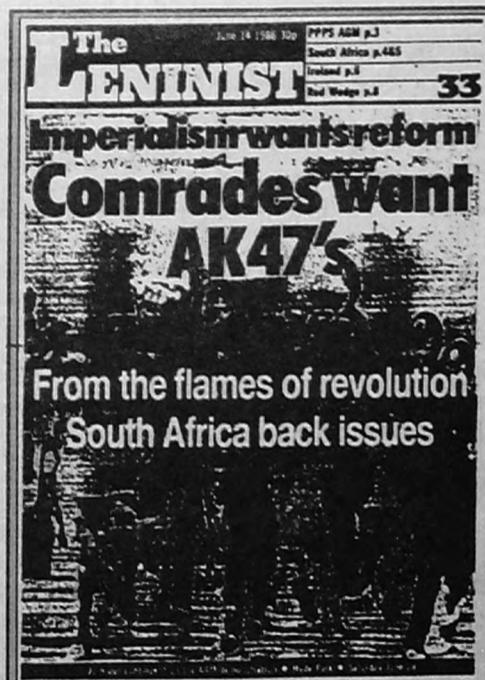 The
LENINIST
June 14 1986 30p
PPPS AGM p.3
South Africa p.4&5
Ireland p.6
Red Wedge p.8
33
Imperialism wants reform
Comrades want
AK47's
From the flames of revolution
South Africa back issues